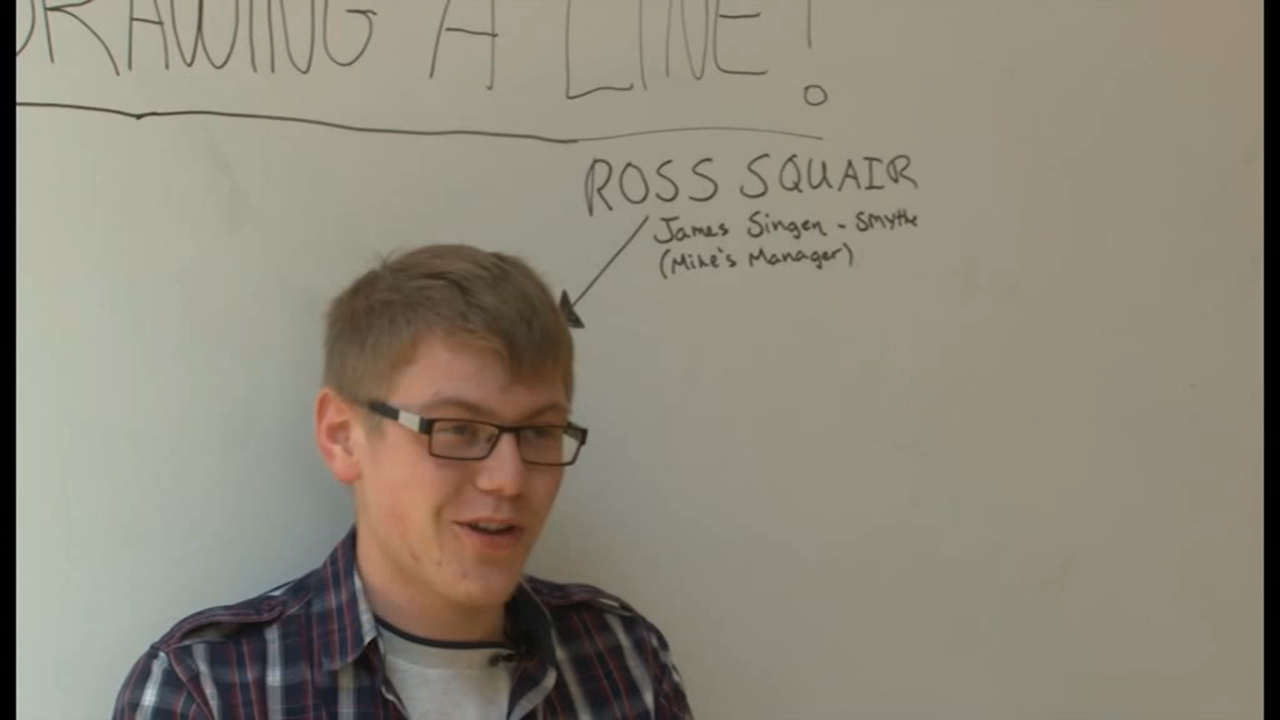 DRAWING A LINE!
ROSS SQUAIR
James Singen - Smythe
(Mike's Manager)